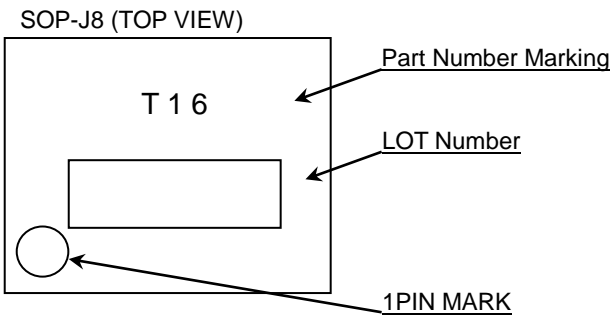 SOP-J8 (TOP VIEW)
Part Number Marking
T 1 6
LOT Number
1PIN MARK